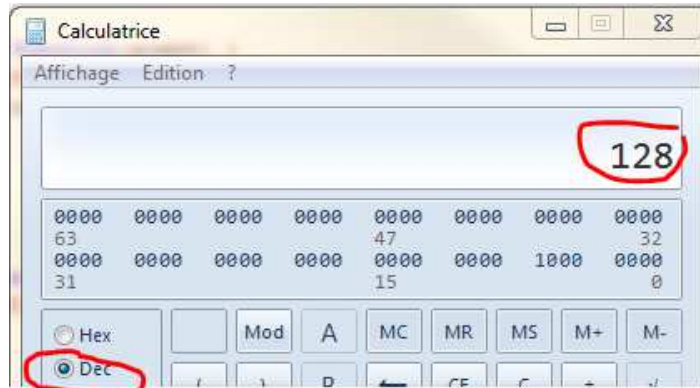 Calculatrice
Affichage Edition ?
128
0000 0000 0000 0000 0000 0000 0000 0000
63 47 32
0000 0000 0000 0000 0000 0000 1000 0000
31 15 0
Hex Mod A MC MR MS M+ M-
Dec ( ) B CE C